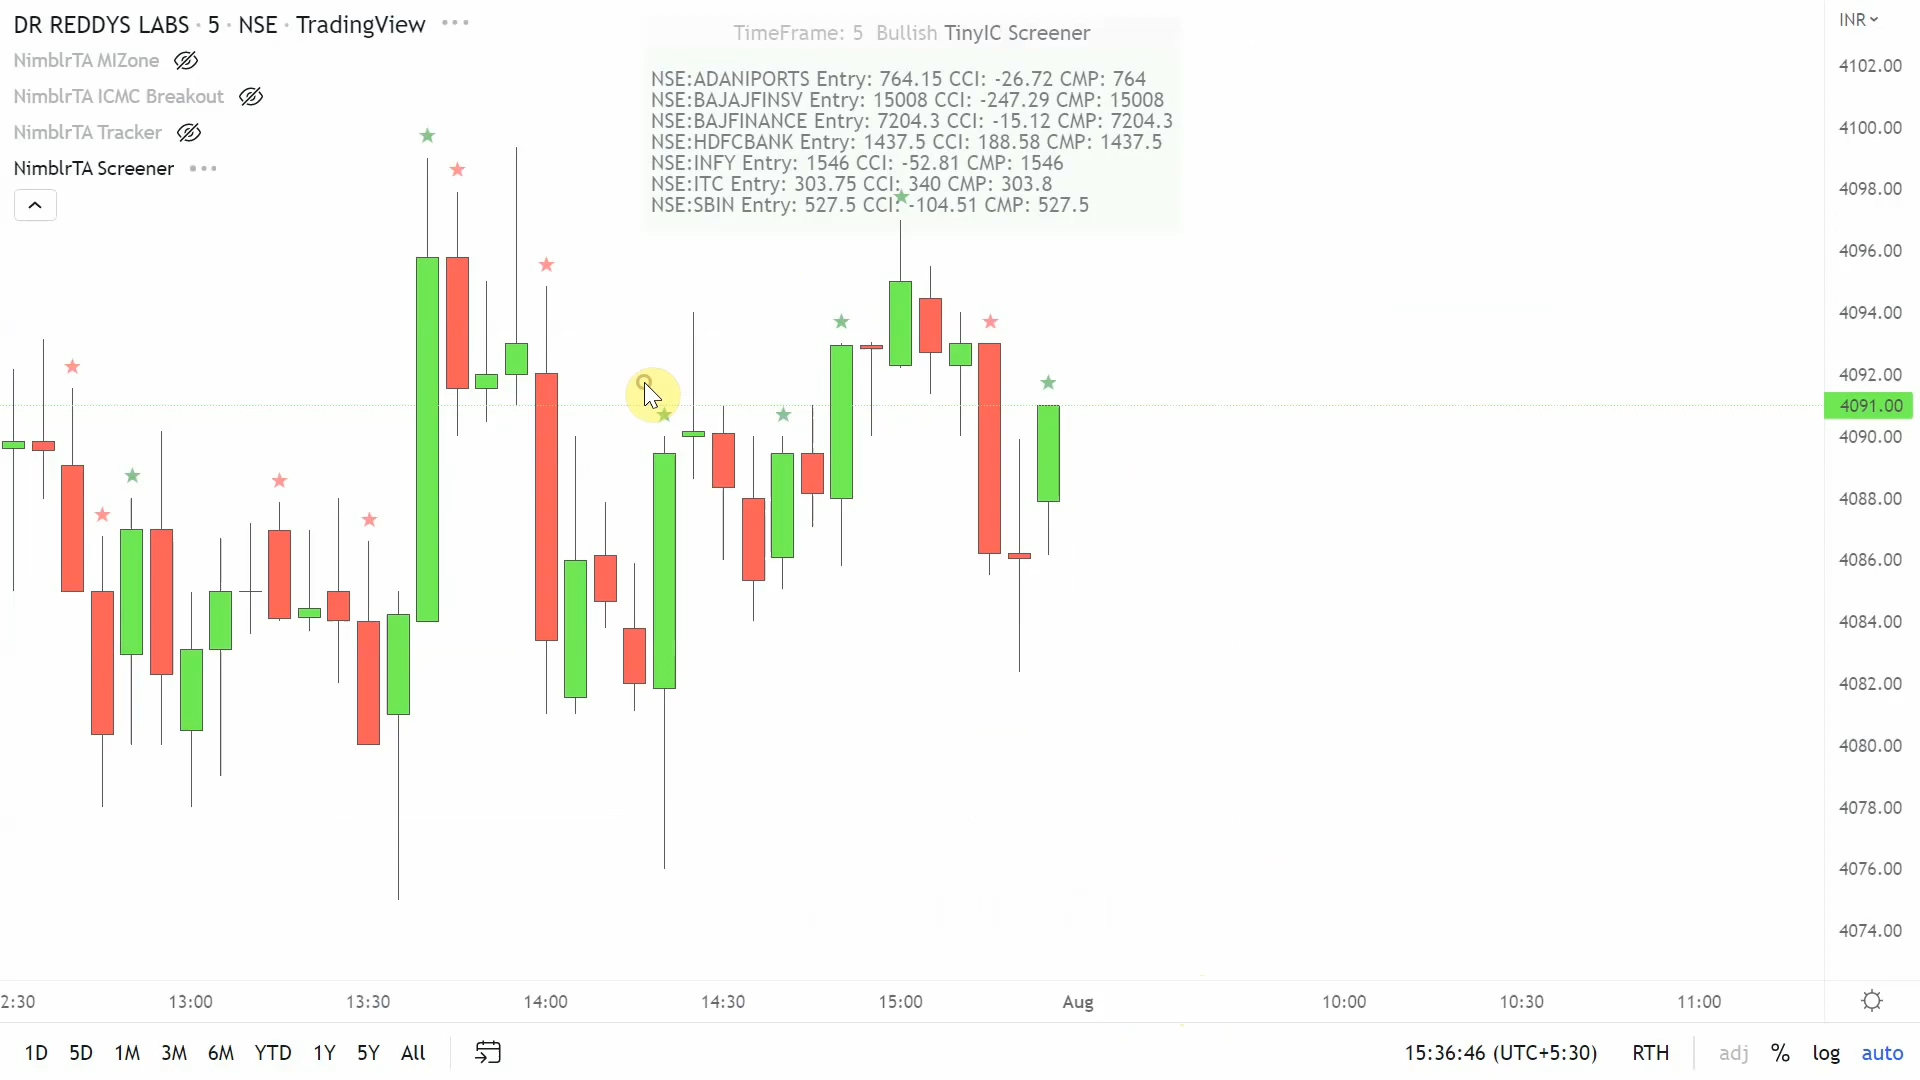 DR REDDYS LABS · 5 · NSE · TradingView
NimblrTA MIZone
NimblrTA ICMC Breakout
NimblrTA Tracker
NimblrTA Screener
TimeFrame: 5 Bullish TinyIC Screener
NSE:ADANIPORTS Entry: 764.15 CCI: -26.72 CMP: 764
NSE:BAJAJFINSV Entry: 15008 CCI: -247.29 CMP: 15008
NSE:BAJFINANCE Entry: 7204.3 CCI: -15.12 CMP: 7204.3
NSE:HDFCBANK Entry: 1437.5 CCI: 188.58 CMP: 1437.5
NSE:INFY Entry: 1546 CCI: -52.81 CMP: 1546
NSE:ITC Entry: 303.75 CCI: 340 CMP: 303.8
NSE:SBIN Entry: 527.5 CCI: -104.51 CMP: 527.5
INR
4102.00
4100.00
4098.00
4096.00
4094.00
4092.00
4091.00
4090.00
4088.00
4086.00
4084.00
4082.00
4080.00
4078.00
4076.00
4074.00
2:30 13:00 13:30 14:00 14:30 15:00 Aug 10:00 10:30 11:00
1D 5D 1M 3M 6M YTD 1Y 5Y All 15:36:46 (UTC+5:30) RTH adj % log auto